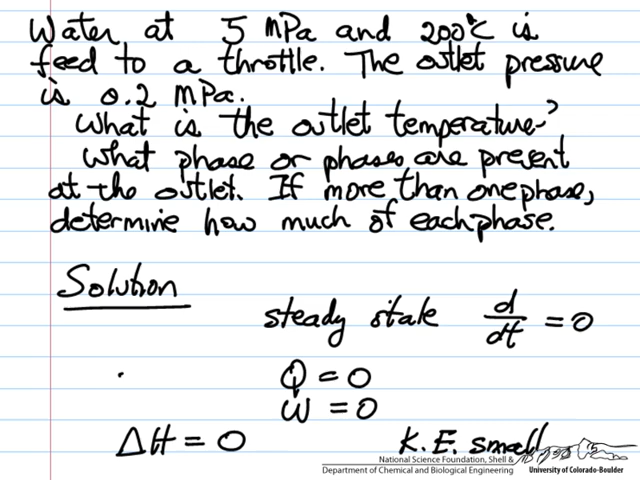 Water at 5 MPa and 200°C is
feed to a throttle. The outlet pressure
is 0.2 MPa.
What is the outlet temperature?
What phase or phases are present
at the outlet. If more than one phase,
determine how much of each phase.
Solution
steady state d/dt = 0
Q = 0
W = 0
ΔH = 0 K.E. small
National Science Foundation, Shell &
Department of Chemical and Biological Engineering University of Colorado-Boulder